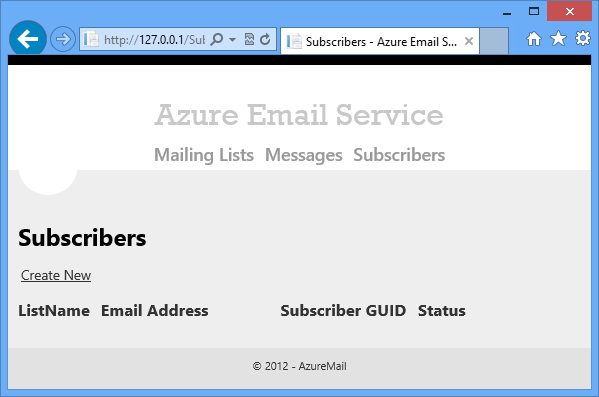 http://127.0.0.1/Sul
Subscribers - Azure Email S...
Azure Email Service
Mailing Lists Messages Subscribers
Subscribers
Create New
ListName Email Address Subscriber GUID Status
© 2012 - AzureMail